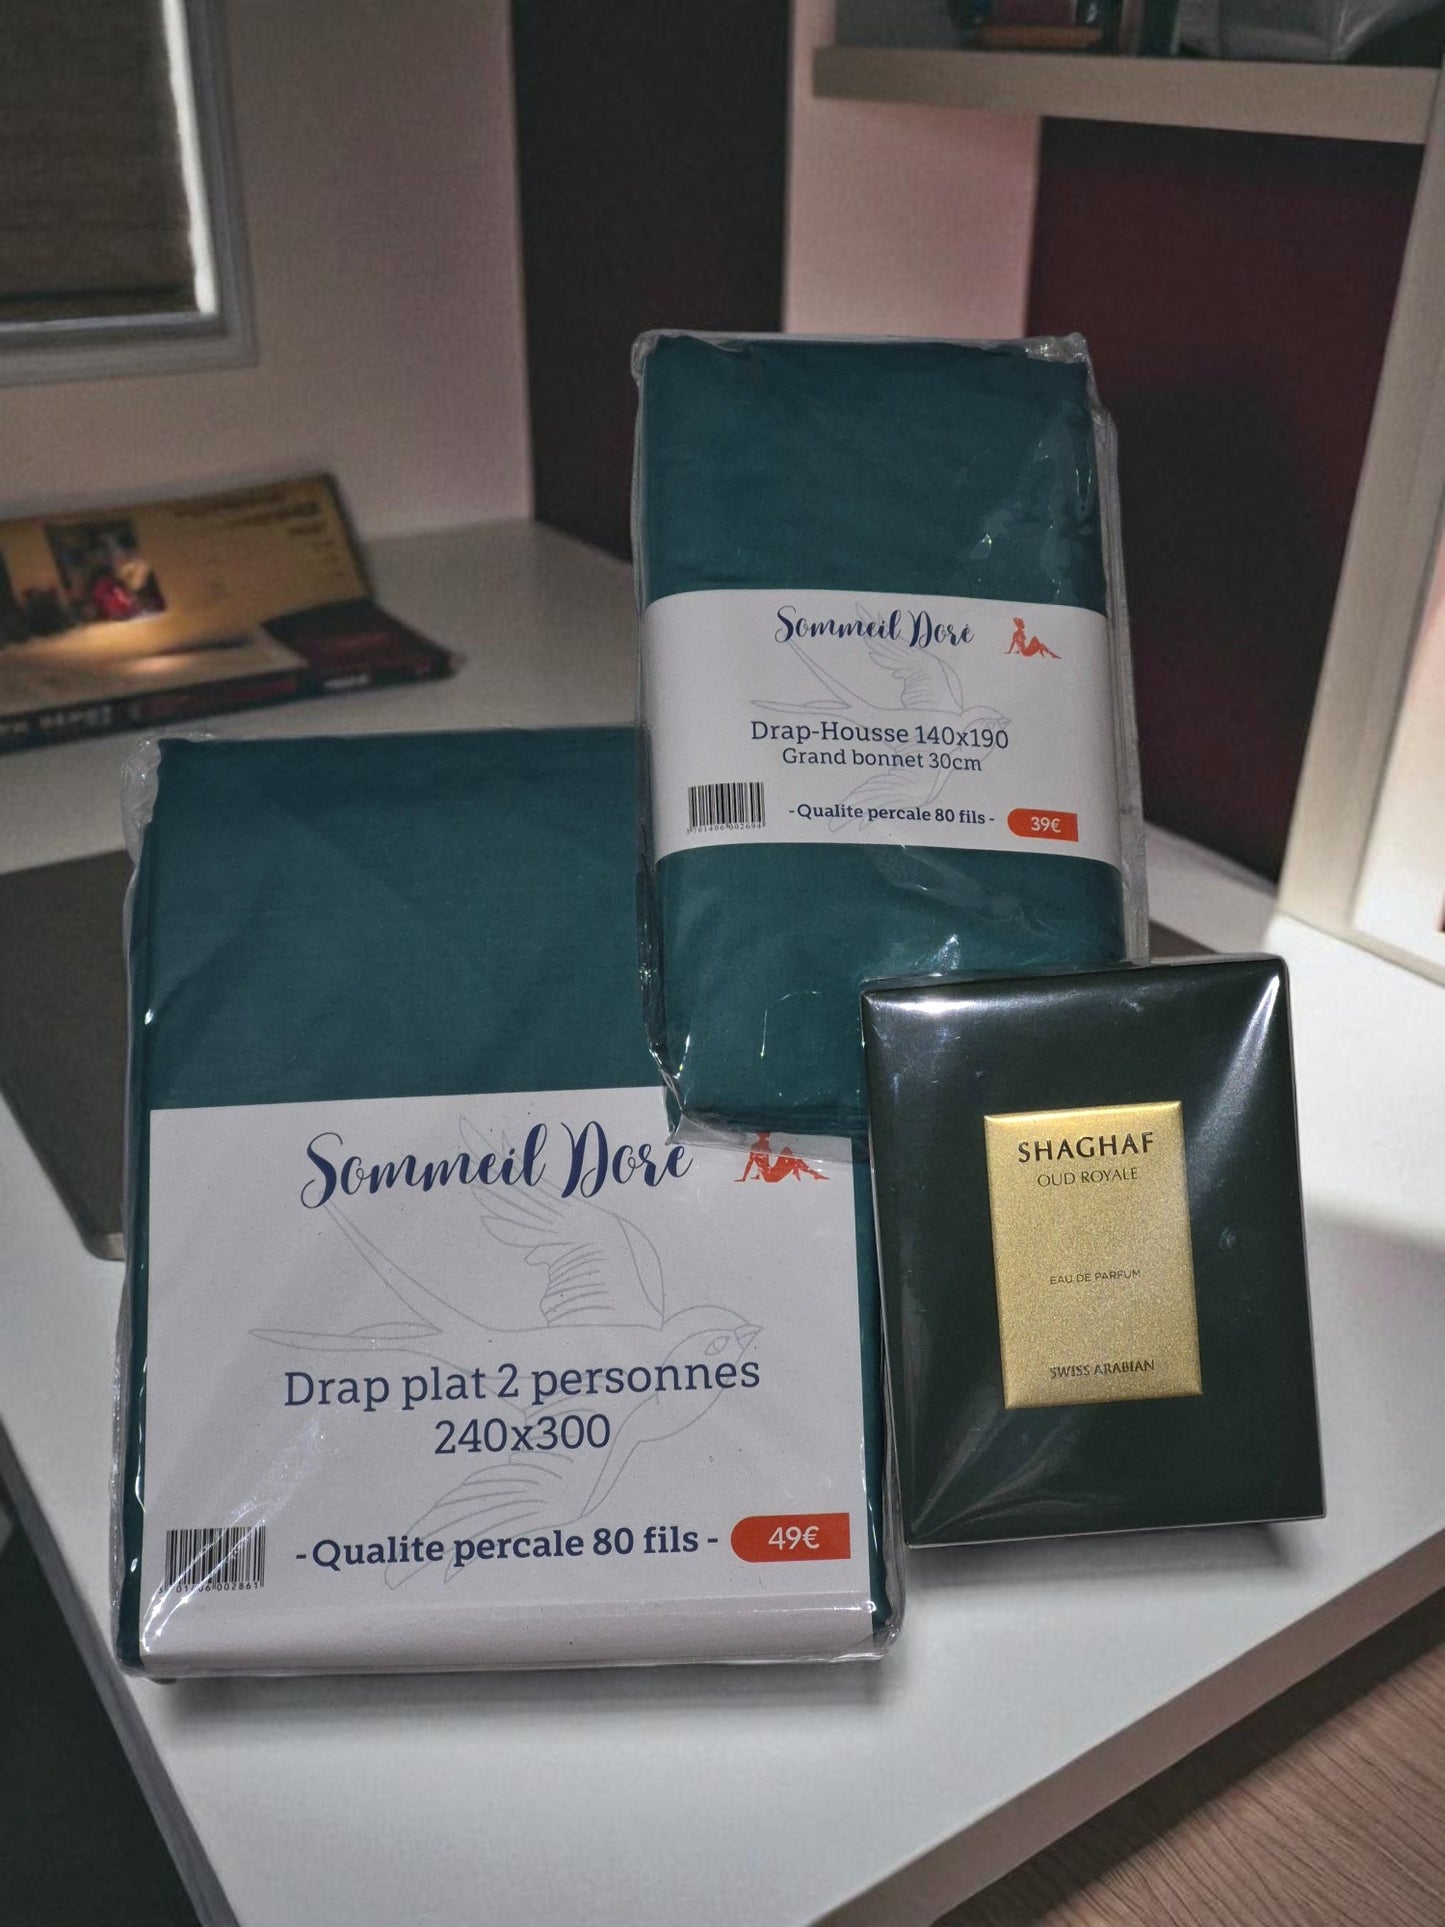 Sommeil Doré
Drap-Housse 140x190
Grand bonnet 30cm
-Qualite percale 80 fils -
39€
3701406002694
Sommeil Doré
Drap plat 2 personnes
240x300
-Qualite percale 80 fils -
49€
SHAGHAF
OUD ROYALE
EAU DE PARFUM
SWISS ARABIAN